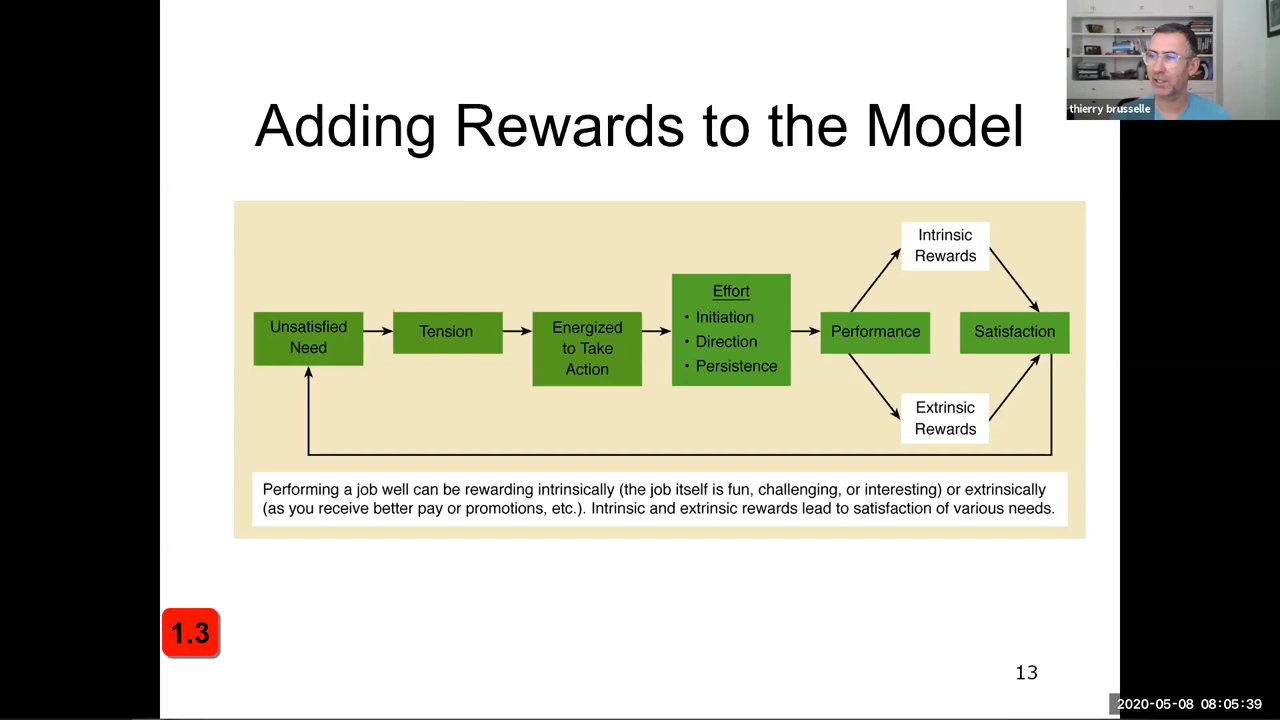 thierry brusselle
Adding Rewards to the Model
Intrinsic
Rewards
Unsatisfied
Need
Tension
Energized
to Take
Action
Effort
• Initiation
• Direction
• Persistence
Performance
Satisfaction
Extrinsic
Rewards
Performing a job well can be rewarding intrinsically (the job itself is fun, challenging, or interesting) or extrinsically
(as you receive better pay or promotions, etc.). Intrinsic and extrinsic rewards lead to satisfaction of various needs.
1.3
13
2020-05-08 08:05:39